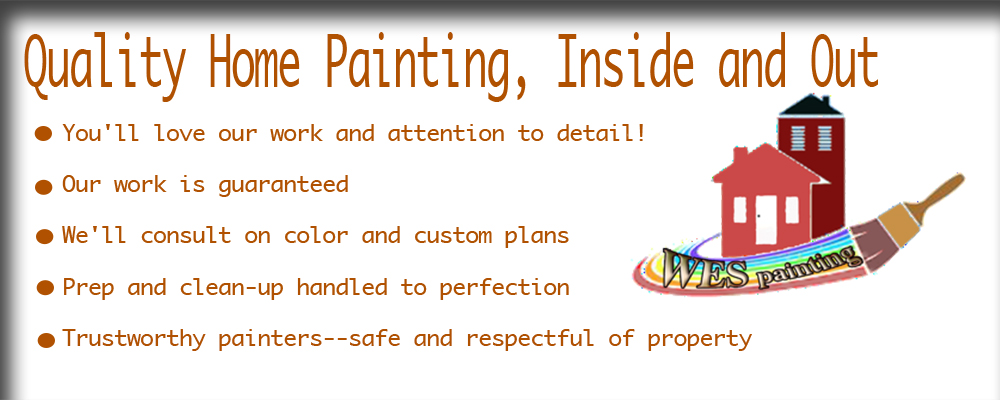 Quality Home Painting, Inside and Out
You'll love our work and attention to detail!
Our work is guaranteed
We'll consult on color and custom plans
Prep and clean-up handled to perfection
Trustworthy painters--safe and respectful of property
WES painting